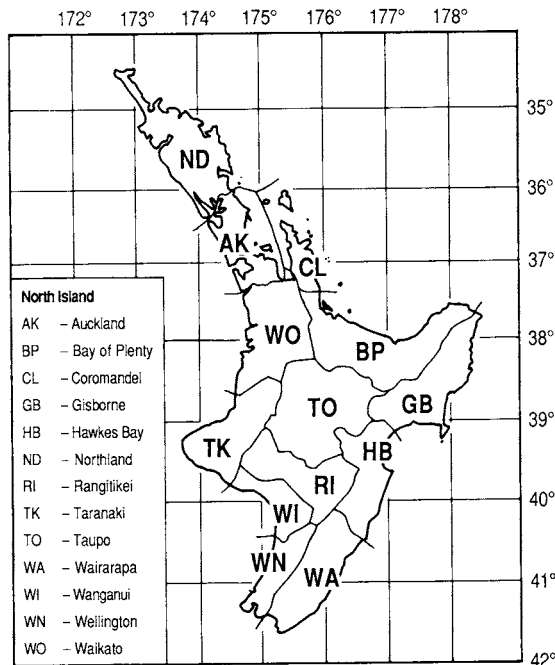 172° 174° 175° 176° 177° 178°
35°
ND
36°
AK
CL
37°
North Island
AK – Auckland
BP – Bay of Plenty
CL – Coromandel
GB – Gisborne
HB – Hawkes Bay
ND – Northland
RI – Rangitikei
TK – Taranaki
TO – Taupo
WA – Wairarapa
WI – Wanganui
WN – Wellington
WO – Waikato
WO
BP
38°
TO
GB
39°
TK
HB
RI
40°
WI
WN
WA
41°
42°